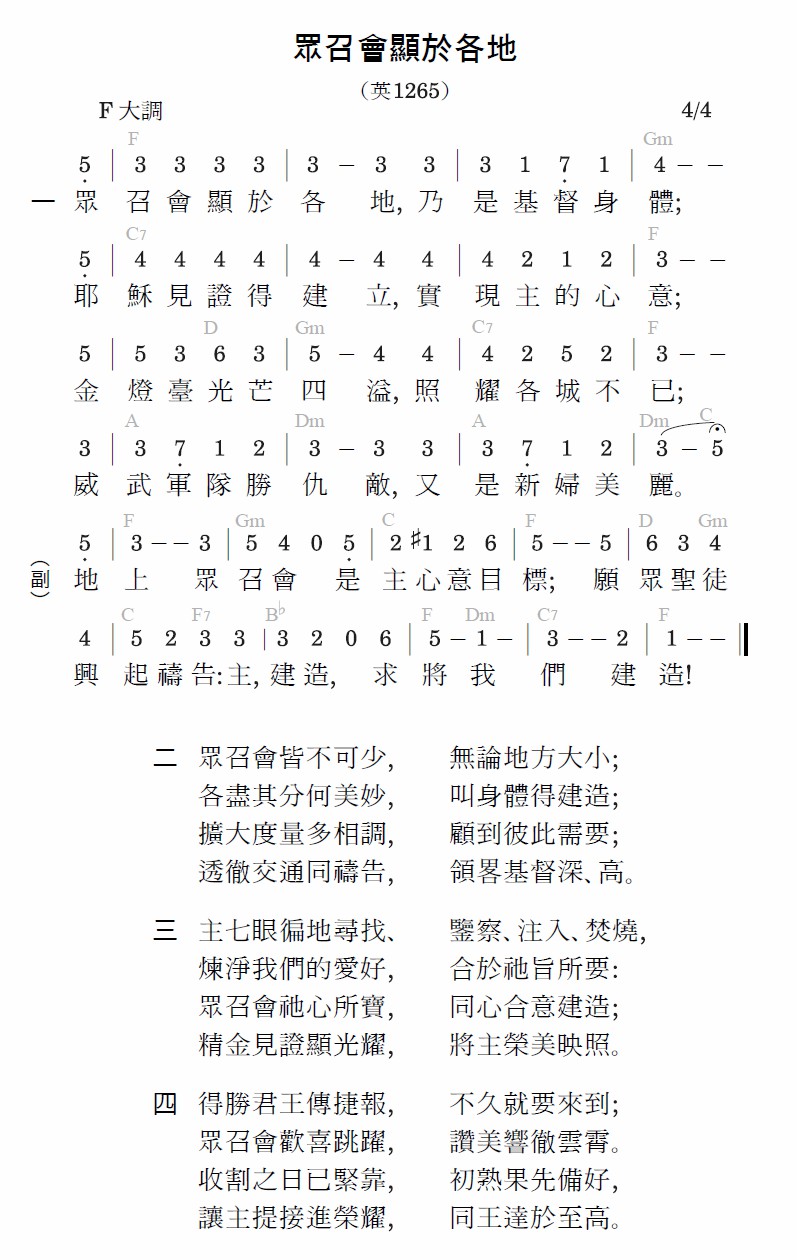 眾召會顯於各地
（英1265）
F 大調 4/4
F Gm
5̣ | 3 3 3 3 | 3 – 3 3 | 3 1 7̣ 1 | 4 – –
一 眾 召 會 顯 於 各 地, 乃 是 基 督 身 體;
C7 F
5̣ | 4 4 4 4 | 4 – 4 4 | 4 2 1 2 | 3 – –
耶 穌 見 證 得 建 立, 實 現 主 的 心 意;
D Gm C7 F
5 | 5 3 6 3 | 5 – 4 4 | 4 2 5 2 | 3 – –
金 燈 臺 光 芒 四 溢, 照 耀 各 城 不 已;
A Dm A Dm C
3 | 3 7̣ 1 2 | 3 – 3 3 | 3 7̣ 1 2 | 3 – 5
威 武 軍 隊 勝 仇 敵, 又 是 新 婦 美 麗。
F Gm C F D Gm
5̣ | 3 – – 3 | 5 4 0 5̣ | 2 ♯1 2 6 | 5 – – 5 | 6 3 4
（副） 地 上 眾 召 會 是 主 心 意 目 標; 願 眾 聖 徒
C F7 B♭ F Dm C7 F
4 | 5 2 3 3 | 3 2 0 6 | 5 – 1 – | 3 – – 2 | 1 – – ‖
興 起 禱 告: 主, 建 造, 求 將 我 們 建 造!
二 眾召會皆不可少, 無論地方大小;
各盡其分何美妙, 叫身體得建造;
擴大度量多相調, 顧到彼此需要;
透徹交通同禱告, 領畧基督深、高。
三 主七眼徧地尋找、 鑒察、注入、焚燒,
煉淨我們的愛好, 合於祂旨所要:
眾召會祂心所寶, 同心合意建造;
精金見證顯光耀, 將主榮美映照。
四 得勝君王傳捷報, 不久就要來到;
眾召會歡喜跳躍, 讚美響徹雲霄。
收割之日已緊靠, 初熟果先備好,
讓主提接進榮耀, 同王達於至高。